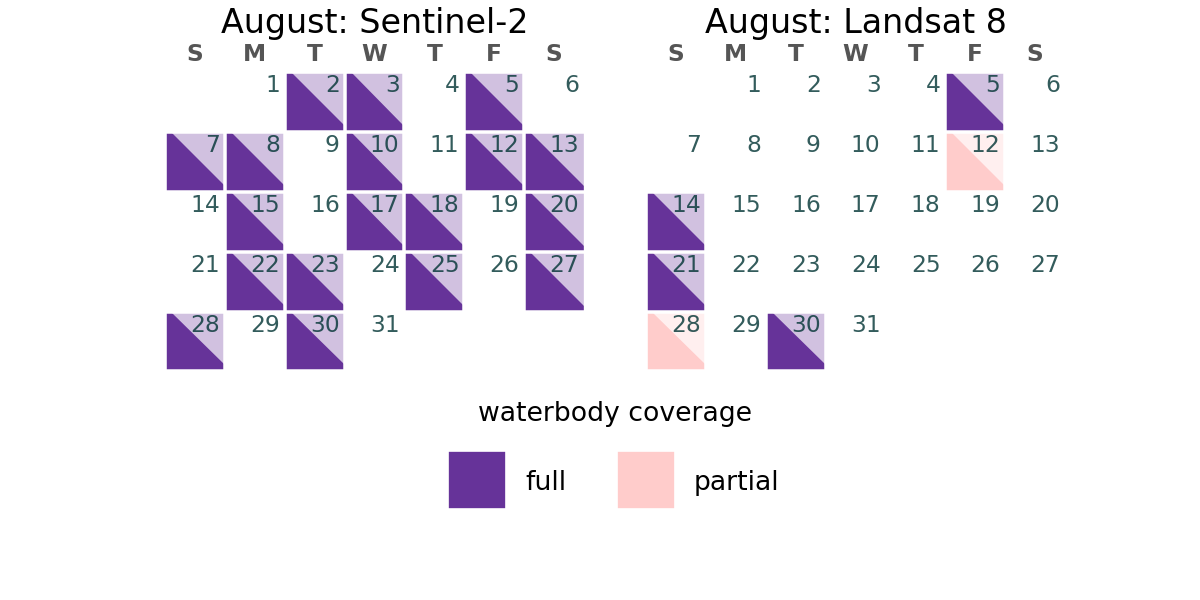 August: Sentinel-2
S M T W T F S
1 2 3 4 5 6
7 8 9 10 11 12 13
14 15 16 17 18 19 20
21 22 23 24 25 26 27
28 29 30 31
August: Landsat 8
S M T W T F S
1 2 3 4 5 6
7 8 9 10 11 12 13
14 15 16 17 18 19 20
21 22 23 24 25 26 27
28 29 30 31
waterbody coverage
full
partial